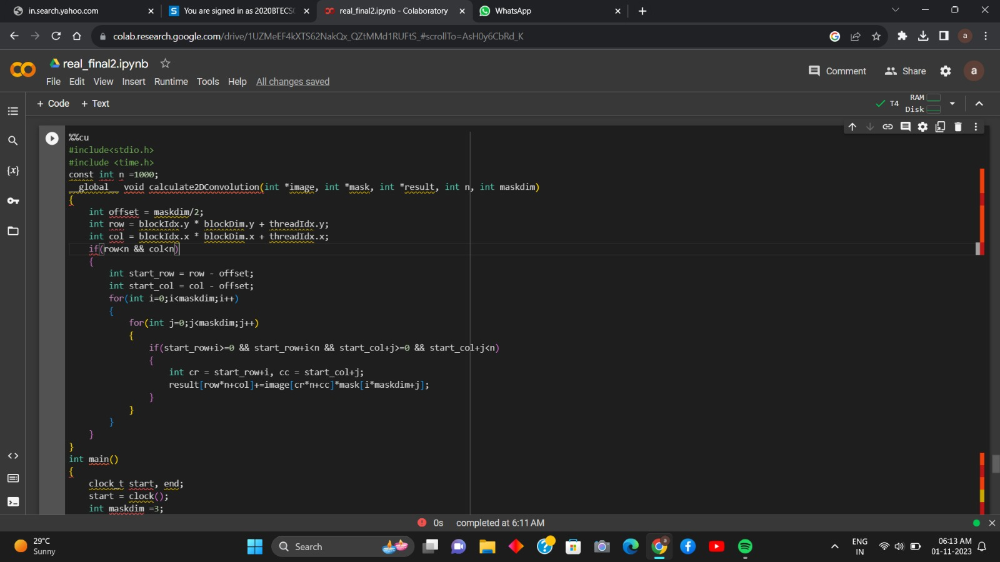 in.search.yahoo.com
You are signed in as 2020BTECS
real_final2.ipynb - Colaboratory
WhatsApp
colab.research.google.com/drive/1UZMeEF4kXTS62NakQx_QZtMMd1RUFtS_#scrollTo=AsH0y6CbRd_K
a
real_final2.ipynb
File Edit View Insert Runtime Tools Help All changes saved
Comment Share a
+ Code + Text
T4 RAM
Disk
%%cu
#include<stdio.h>
#include <time.h>
const int n =1000;
__global__ void calculate2DConvolution(int *image, int *mask, int *result, int n, int maskdim)
{
int offset = maskdim/2;
int row = blockIdx.y * blockDim.y + threadIdx.y;
int col = blockIdx.x * blockDim.x + threadIdx.x;
if(row<n && col<n)
{
int start_row = row - offset;
int start_col = col - offset;
for(int i=0;i<maskdim;i++)
{
for(int j=0;j<maskdim;j++)
{
if(start_row+i>=0 && start_row+i<n && start_col+j>=0 && start_col+j<n)
{
int cr = start_row+i, cc = start_col+j;
result[row*n+col]+=image[cr*n+cc]*mask[i*maskdim+j];
}
}
}
}
}
int main()
{
clock_t start, end;
start = clock();
int maskdim =3;
0s completed at 6:11 AM
29°C
Sunny
Search
ENG
IN
06:13 AM
01-11-2023